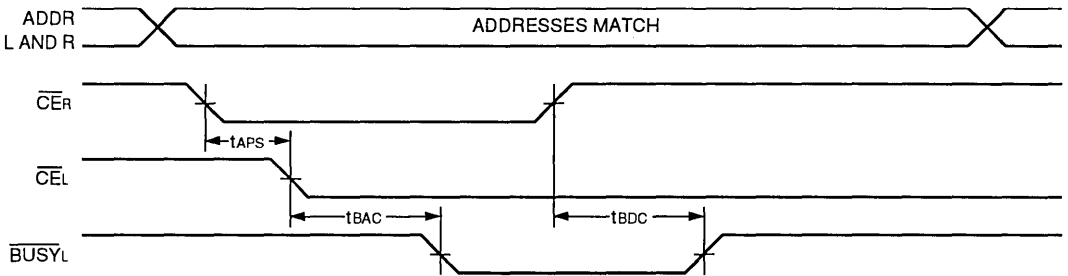 ADDR
L AND R
ADDRESSES MATCH
CER
tAPS
CEL
tBAC
tBDC
BUSYL